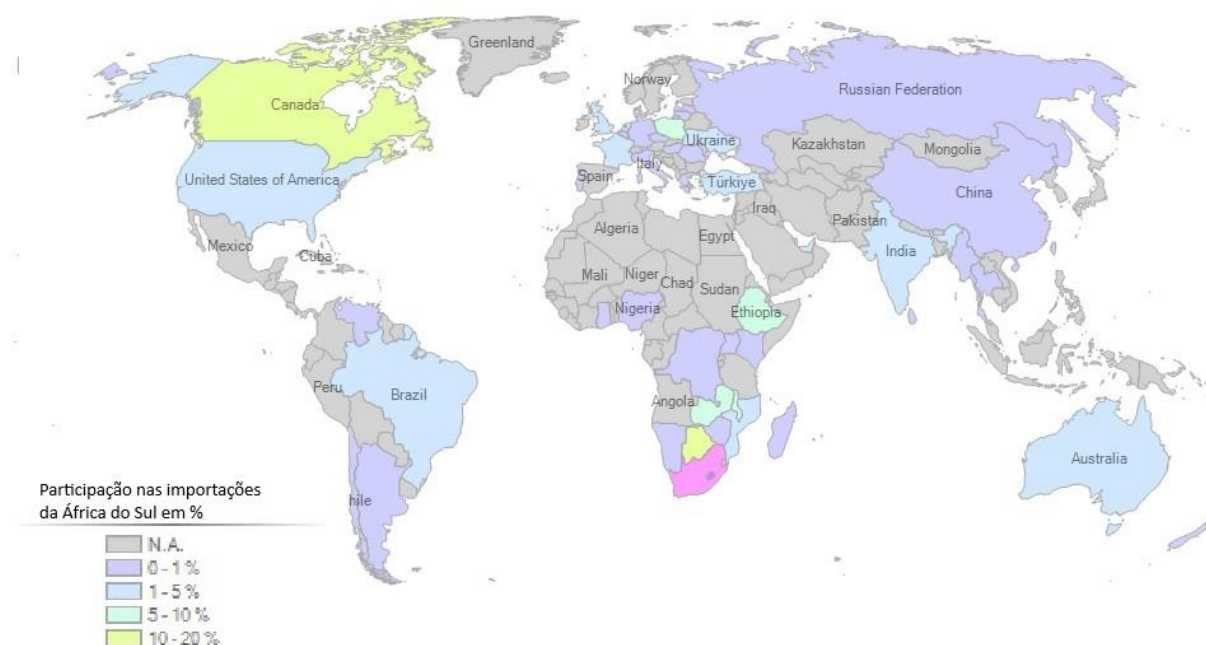 Greenland
Norway
Russian Federation
Canada
Ukraine
Kazakhstan
Mongolia
Italy
United States of America
Spain
Türkiye
China
Iraq
Pakistan
Algeria
Egypt
Mexico
Cuba
India
Mali
Niger
Chad
Sudan
Nigeria
Ethiopia
Peru
Brazil
Angola
Australia
hile
Participação nas importações
da África do Sul em %
N.A.
0 - 1 %
1 - 5 %
5 - 10 %
10 - 20 %